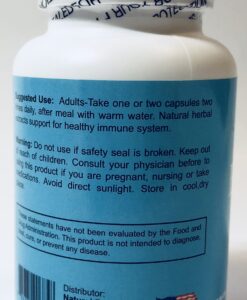 Suggested Use: Adults-Take one or two capsules two
times daily, after meal with warm water. Natural herbal
extracts support for healthy immune system.
Warning: Do not use if safety seal is broken. Keep out
of reach of children. Consult your physician before to
using this product if you are pregnant, nursing or take
medications. Avoid direct sunlight. Store in cool,dry
place.
These statements have not been evaluated by the Food and
Drug Administration. This product is not intended to diagnose,
treat, cure, or prevent any disease.
Distributor: